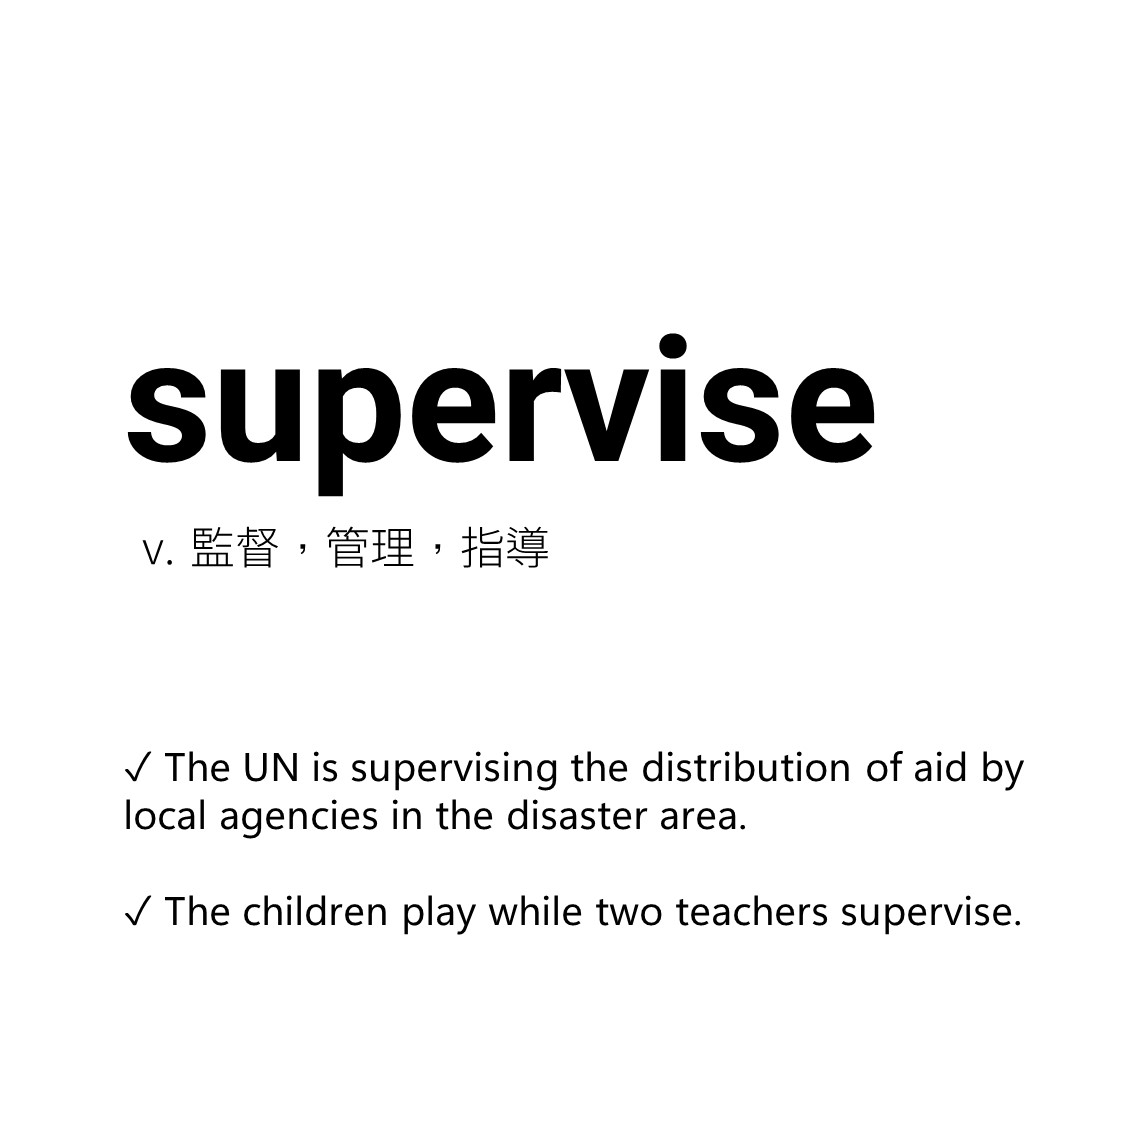 supervise
v. 監督，管理，指導
✓ The UN is supervising the distribution of aid by
local agencies in the disaster area.
✓ The children play while two teachers supervise.